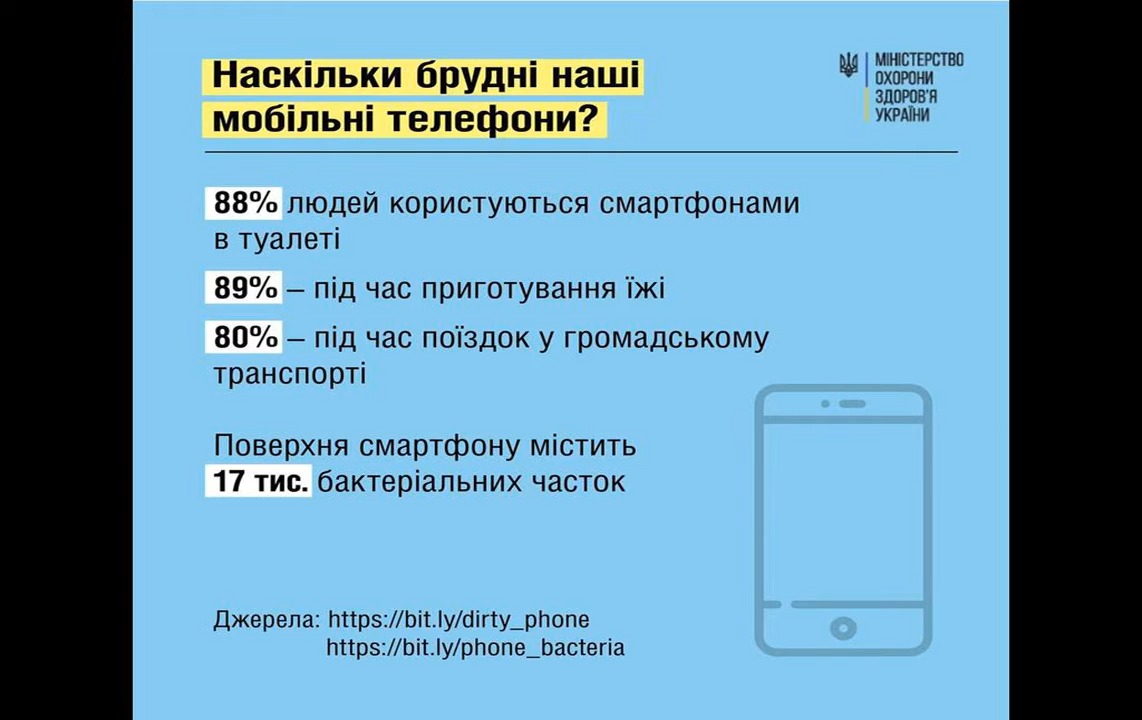 Наскільки брудні наші
мобільні телефони?
МІНІСТЕРСТВО
ОХОРОНИ
ЗДОРОВ'Я
УКРАЇНИ
88% людей користуються смартфонами
в туалеті
89% – під час приготування їжі
80% – під час поїздок у громадському
транспорті
Поверхня смартфону містить
17 тис. бактеріальних часток
Джерела: https://bit.ly/dirty_phone
https://bit.ly/phone_bacteria